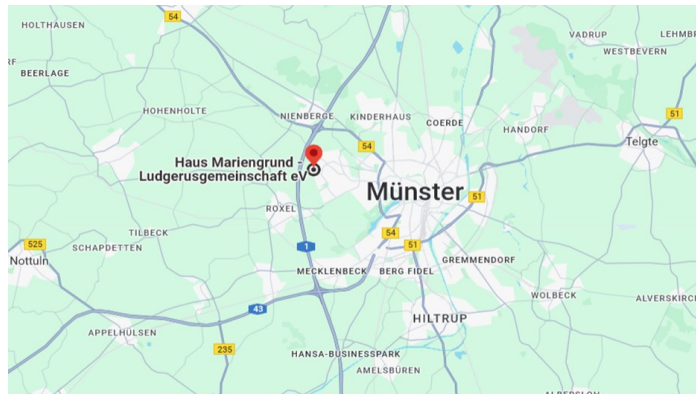 HOLTHAUSEN
54
VADRUP
LEHMBR
WESTBEVERN
RF
BEERLAGE
HOHENHOLTE
NIENBERGE
KINDERHAUS
COERDE
51
HANDORF
Telgte
54
Haus Mariengrund -
Ludgerusgemeinschaft eV
Münster
51
ROXEL
TILBECK
54
525
SCHAPDETTEN
1
51
Nottuln
MECKLENBECK
BERG FIDEL
GREMMENDORF
WOLBECK
ALVERSKIRCH
43
HILTRUP
APPELHÜLSEN
235
HANSA-BUSINESSPARK
AMELSBÜREN